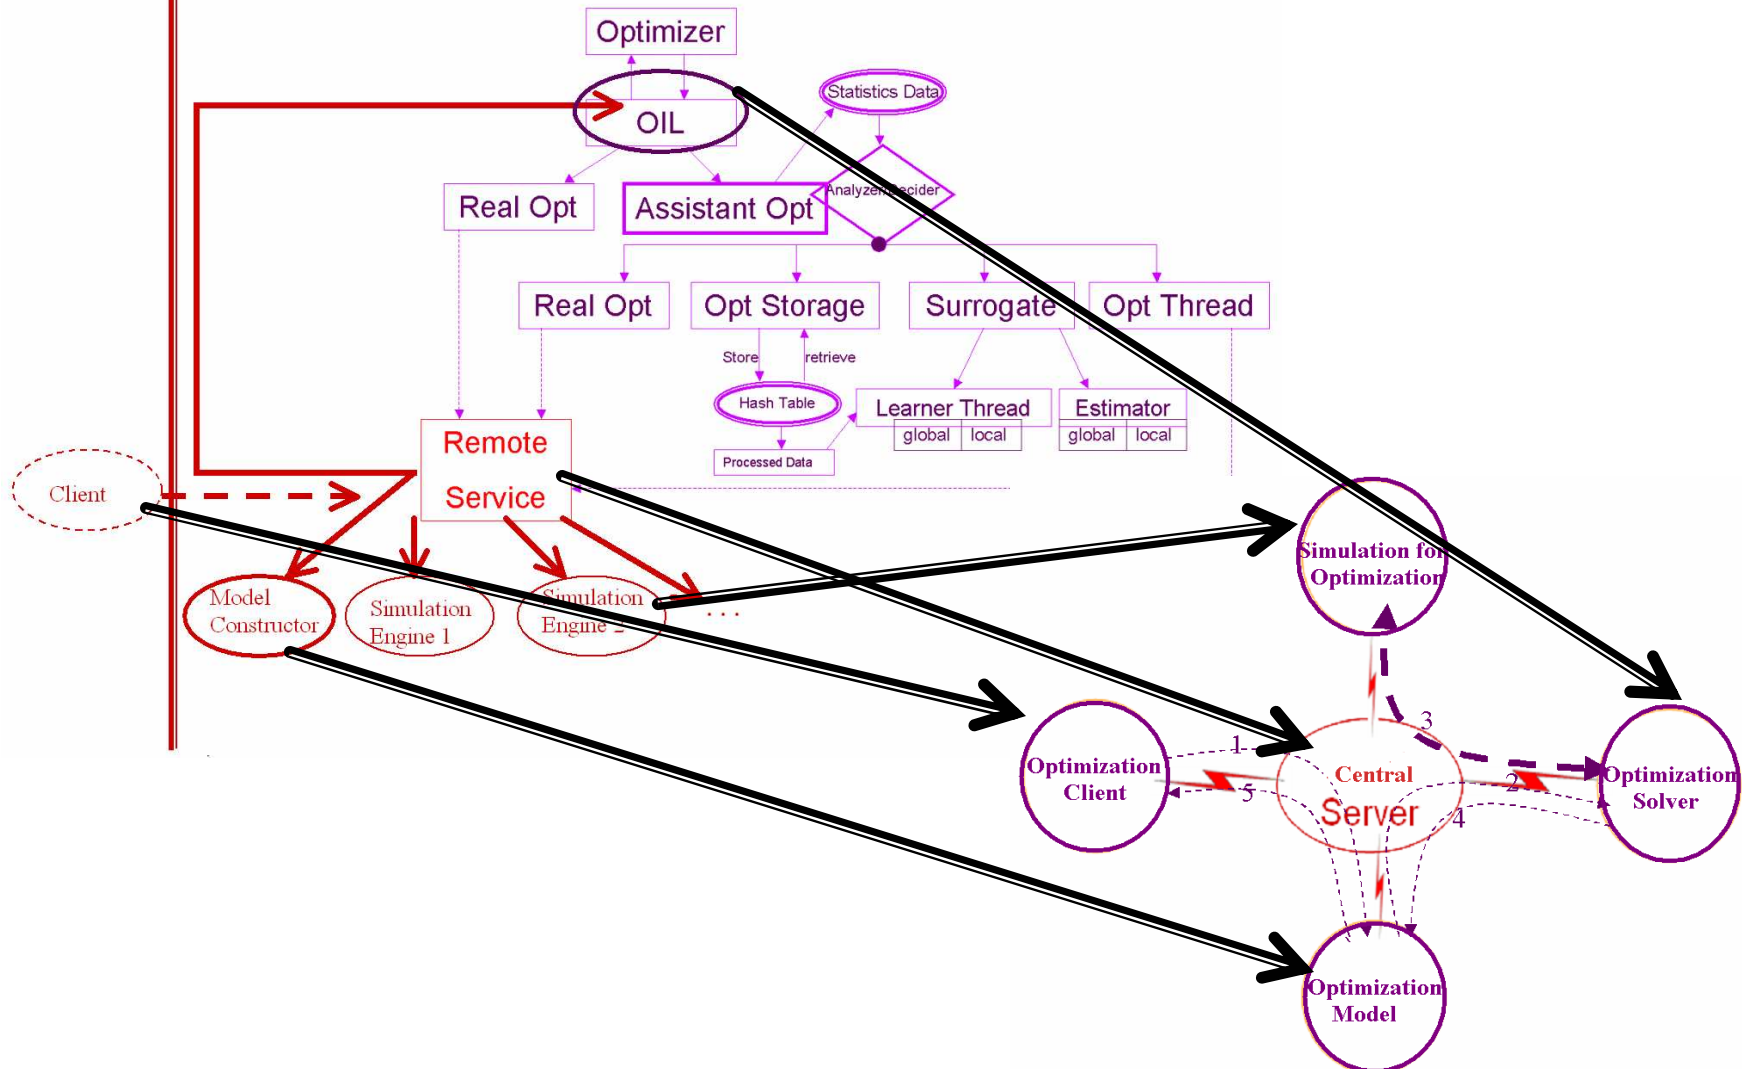 Optimizer
Statistics Data
OIL
Real Opt
Assistant Opt
Real Opt
Opt Storage
Surrogate
Opt Thread
Store
retrieve
Hash Table
Learner Thread
Estimator
global
local
global
local
Processed Data
Remote
Service
Client
Model
Constructor
Simulation
Engine 1
Simulation
Engine 2
. . .
Simulation for
Optimization
3
1
Optimization
Client
5
Central
Server
2
4
Optimization
Solver
Optimization
Model